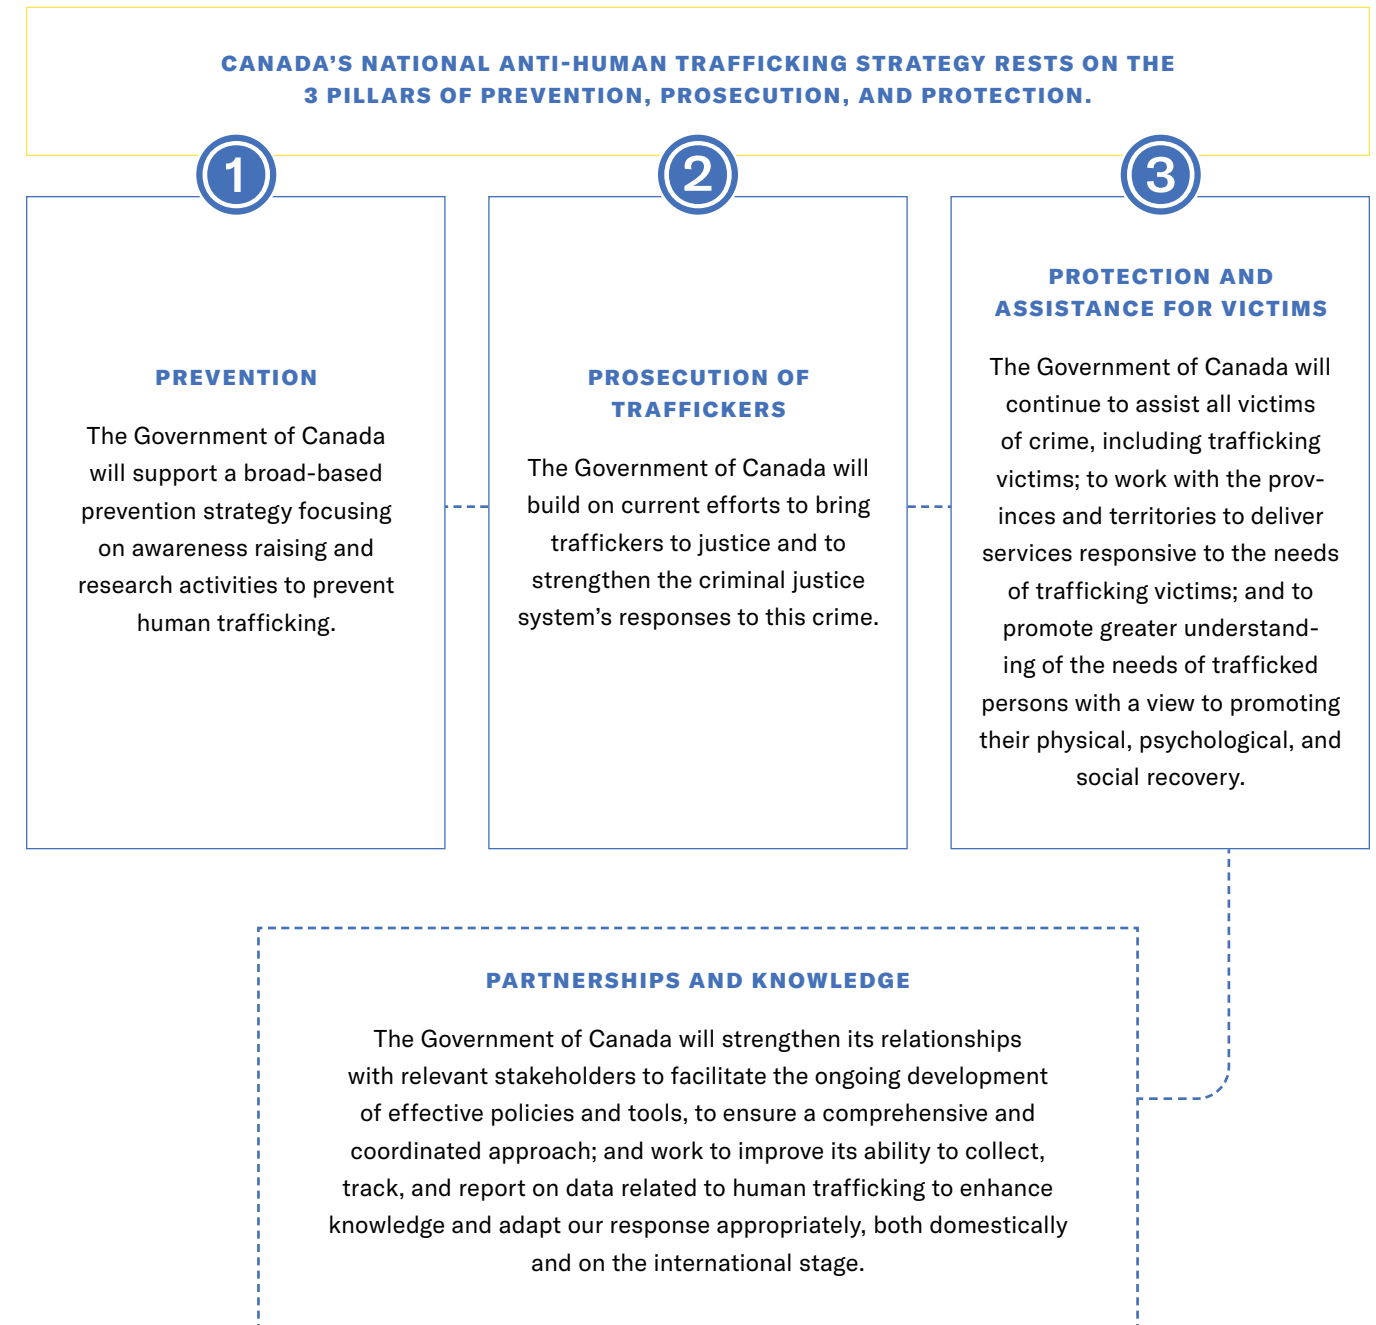 CANADA’S NATIONAL ANTI-HUMAN TRAFFICKING STRATEGY RESTS ON THE
3 PILLARS OF PREVENTION, PROSECUTION, AND PROTECTION.
1
PREVENTION
The Government of Canada
will support a broad-based
prevention strategy focusing
on awareness raising and
research activities to prevent
human trafficking.
2
PROSECUTION OF
TRAFFICKERS
The Government of Canada will
build on current efforts to bring
traffickers to justice and to
strengthen the criminal justice
system’s responses to this crime.
3
PROTECTION AND
ASSISTANCE FOR VICTIMS
The Government of Canada will
continue to assist all victims
of crime, including trafficking
victims; to work with the prov-
inces and territories to deliver
services responsive to the needs
of trafficking victims; and to
promote greater understand-
ing of the needs of trafficked
persons with a view to promoting
their physical, psychological, and
social recovery.
PARTNERSHIPS AND KNOWLEDGE
The Government of Canada will strengthen its relationships
with relevant stakeholders to facilitate the ongoing development
of effective policies and tools, to ensure a comprehensive and
coordinated approach; and work to improve its ability to collect,
track, and report on data related to human trafficking to enhance
knowledge and adapt our response appropriately, both domestically
and on the international stage.